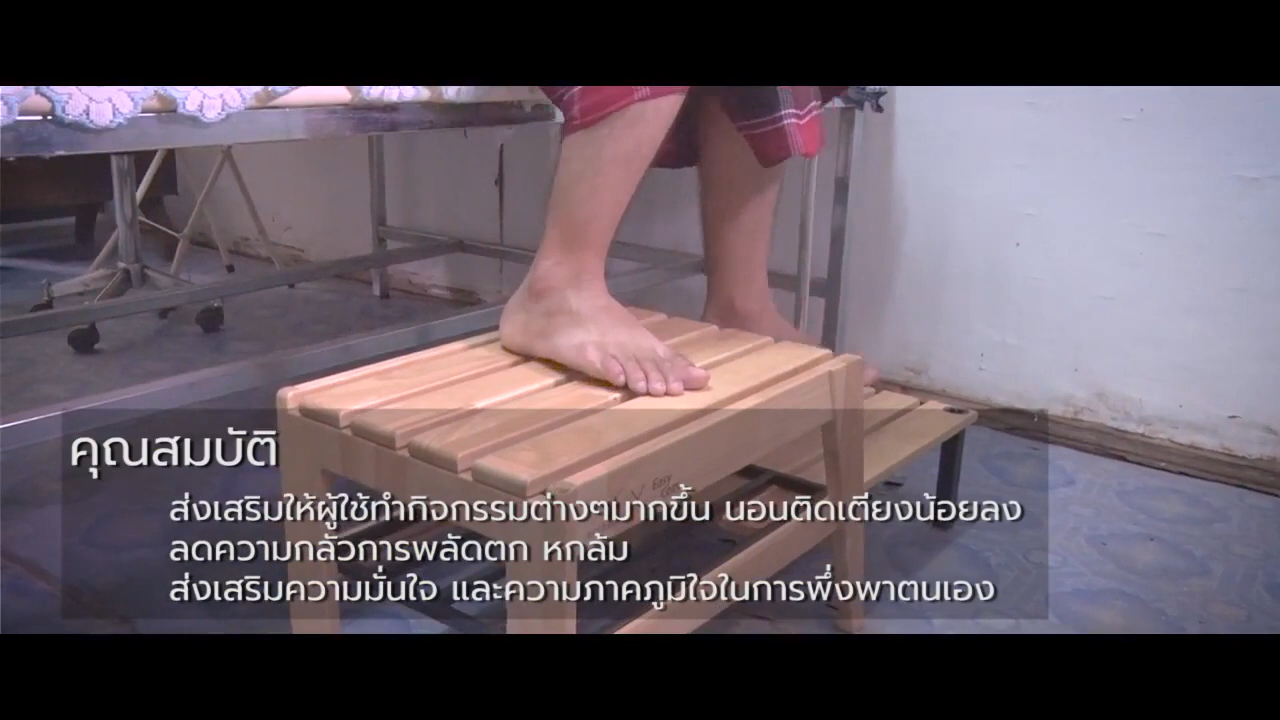 คุณสมบัติ
ส่งเสริมให้ผู้ใช้ทำกิจกรรมต่างๆมากขึ้น นอนติดเตียงน้อยลง
ลดความกลัวการพลัดตก หกล้ม
ส่งเสริมความมั่นใจ และความภาคภูมิใจในการพึ่งพาตนเอง
Easy